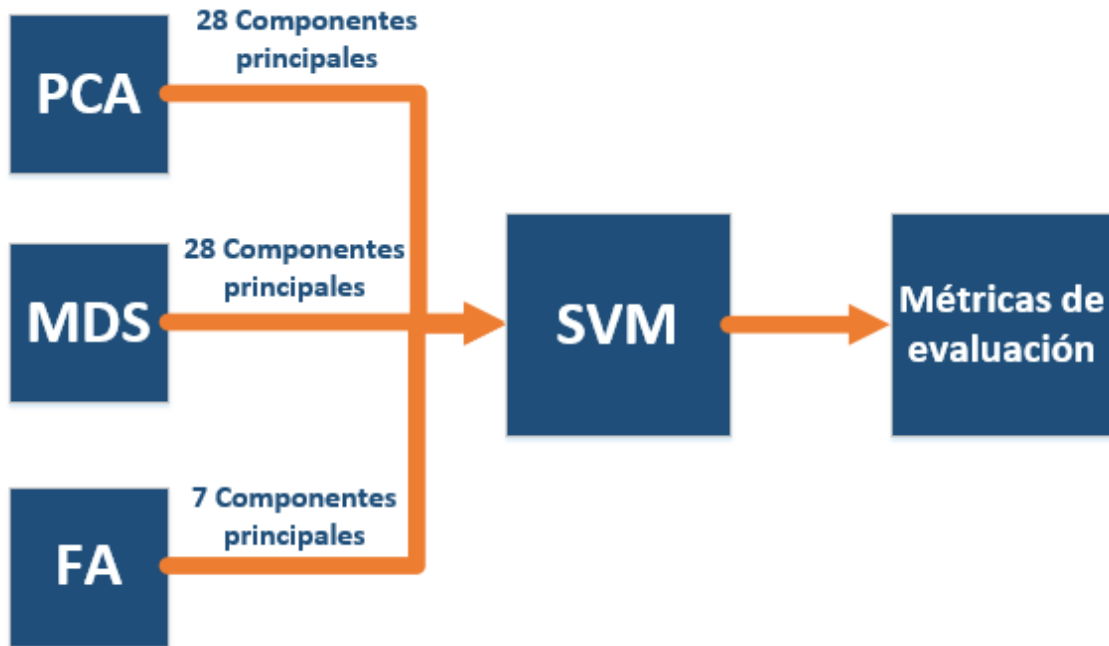 28 Componentes
principales
PCA
28 Componentes
principales
MDS
7 Componentes
principales
FA
SVM
Métricas de
evaluación